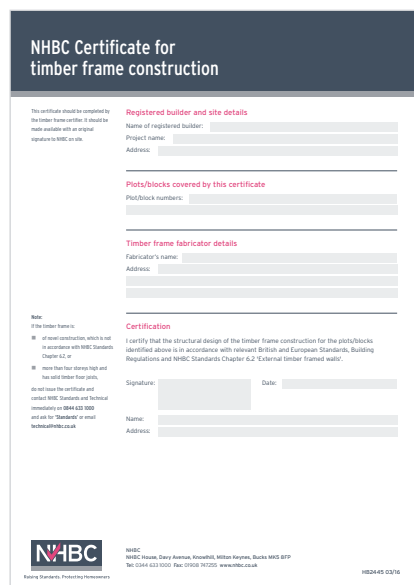 NHBC Certificate for
timber frame construction
This certificate should be completed by
the timber frame certifier. It should be
made available with an original
signature to NHBC on site.
Registered builder and site details
Name of registered builder:
Project name:
Address:
Plots/blocks covered by this certificate
Plot/block numbers:
Timber frame fabricator details
Fabricator's name:
Address:
Note:
If the timber frame is:
of novel construction, which is not
in accordance with NHBC Standards
Chapter 6.2, or
more than four storeys high and
has solid timber floor joists,
do not issue the certificate and
contact NHBC Standards and Technical
immediately on 0844 633 1000
and ask for 'Standards' or email
technical@nhbc.co.uk
Certification
I certify that the structural design of the timber frame construction for the plots/blocks
identified above is in accordance with relevant British and European Standards, Building
Regulations and NHBC Standards Chapter 6.2 'External timber framed walls'.
Signature:
Date:
Name:
Address:
NHBC
Raising Standards. Protecting Homeowners
NHBC
NHBC House, Davy Avenue, Knowlhill, Milton Keynes, Bucks MK5 8FP
Tel: 0344 633 1000 Fax: 01908 747255 www.nhbc.co.uk
HB2445 03/16